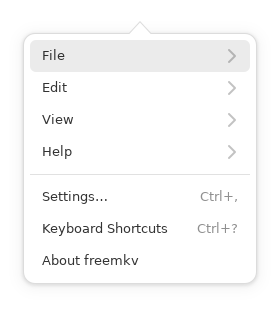 File
Edit
View
Help
Settings... Ctrl+,
Keyboard Shortcuts Ctrl+?
About freemkv